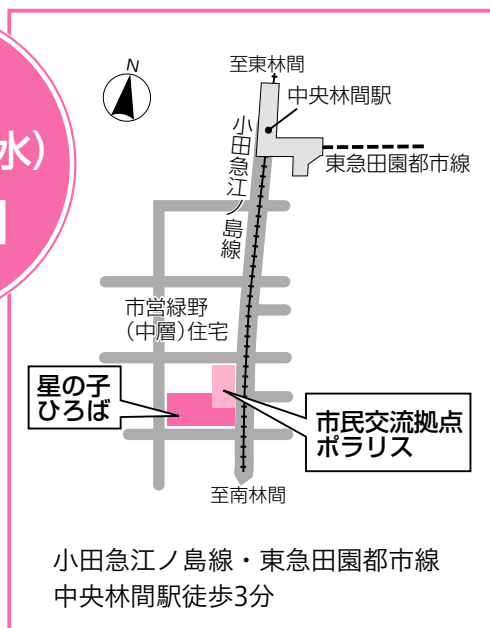 水)
N
至東林間
中央林間駅
東急田園都市線
小田急江ノ島線
市営緑野
(中層)住宅
星の子
ひろば
市民交流拠点
ポラリス
至南林間
小田急江ノ島線・東急田園都市線
中央林間駅徒歩3分